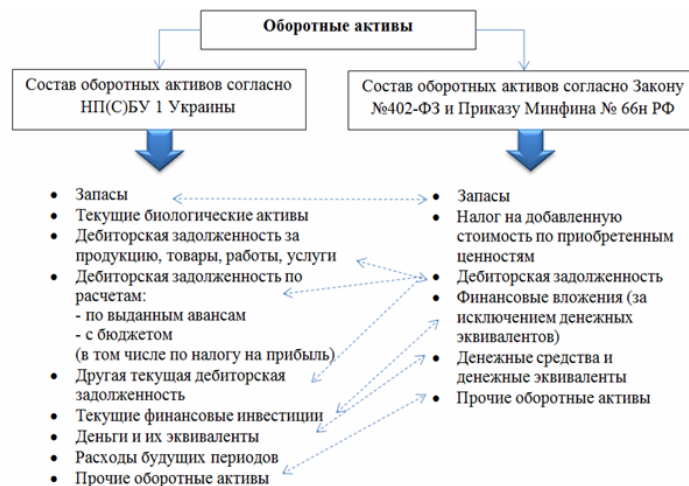 Оборотные активы
Состав оборотных активов согласно
НП(С)БУ 1 Украины
Состав оборотных активов согласно Закону
№402-ФЗ и Приказу Минфина № 66н РФ
• Запасы
• Текущие биологические активы
• Дебиторская задолженность за
продукцию, товары, работы, услуги
• Дебиторская задолженность по
расчетам:
- по выданным авансам
- с бюджетом
(в том числе по налогу на прибыль)
• Другая текущая дебиторская
задолженность
• Текущие финансовые инвестиции
• Деньги и их эквиваленты
• Расходы будущих периодов
• Прочие оборотные активы
• Запасы
• Налог на добавленную
стоимость по приобретенным
ценностям
• Дебиторская задолженность
• Финансовые вложения (за
исключением денежных
эквивалентов)
• Денежные средства и
денежные эквиваленты
• Прочие оборотные активы